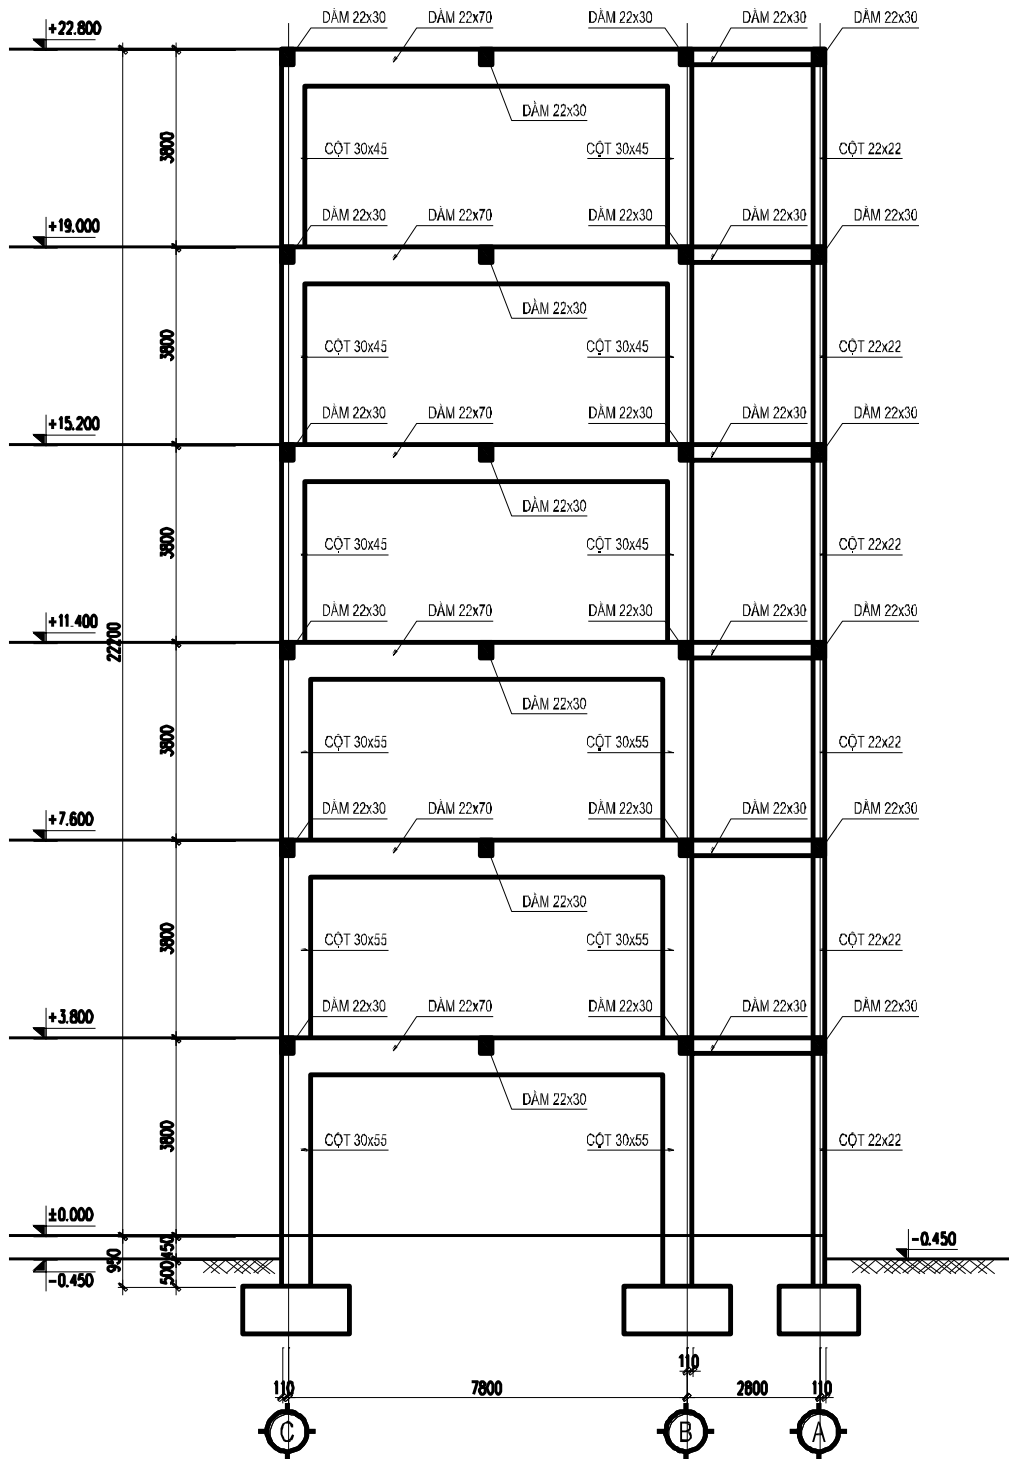 DẦM 22x30 DẦM 22x70 DẦM 22x30 DẦM 22x30 DẦM 22x30
+22.800
DẦM 22x30
3800 CỘT 30x45 CỘT 30x45 CỘT 22x22
+19.000 DẦM 22x30 DẦM 22x70 DẦM 22x30 DẦM 22x30 DẦM 22x30
DẦM 22x30
3800 CỘT 30x45 CỘT 30x45 CỘT 22x22
+15.200 DẦM 22x30 DẦM 22x70 DẦM 22x30 DẦM 22x30 DẦM 22x30
DẦM 22x30
3800 CỘT 30x45 CỘT 30x45 CỘT 22x22
+11.400 DẦM 22x30 DẦM 22x70 DẦM 22x30 DẦM 22x30 DẦM 22x30
22200
DẦM 22x30
3800 CỘT 30x55 CỘT 30x55 CỘT 22x22
+7.600 DẦM 22x30 DẦM 22x70 DẦM 22x30 DẦM 22x30 DẦM 22x30
DẦM 22x30
3800 CỘT 30x55 CỘT 30x55 CỘT 22x22
+3.800 DẦM 22x30 DẦM 22x70 DẦM 22x30 DẦM 22x30 DẦM 22x30
DẦM 22x30
3800 CỘT 30x55 CỘT 30x55 CỘT 22x22
±0.000
950 450 -0.450
-0.450 500
110
110 7800 2800 110
C B A